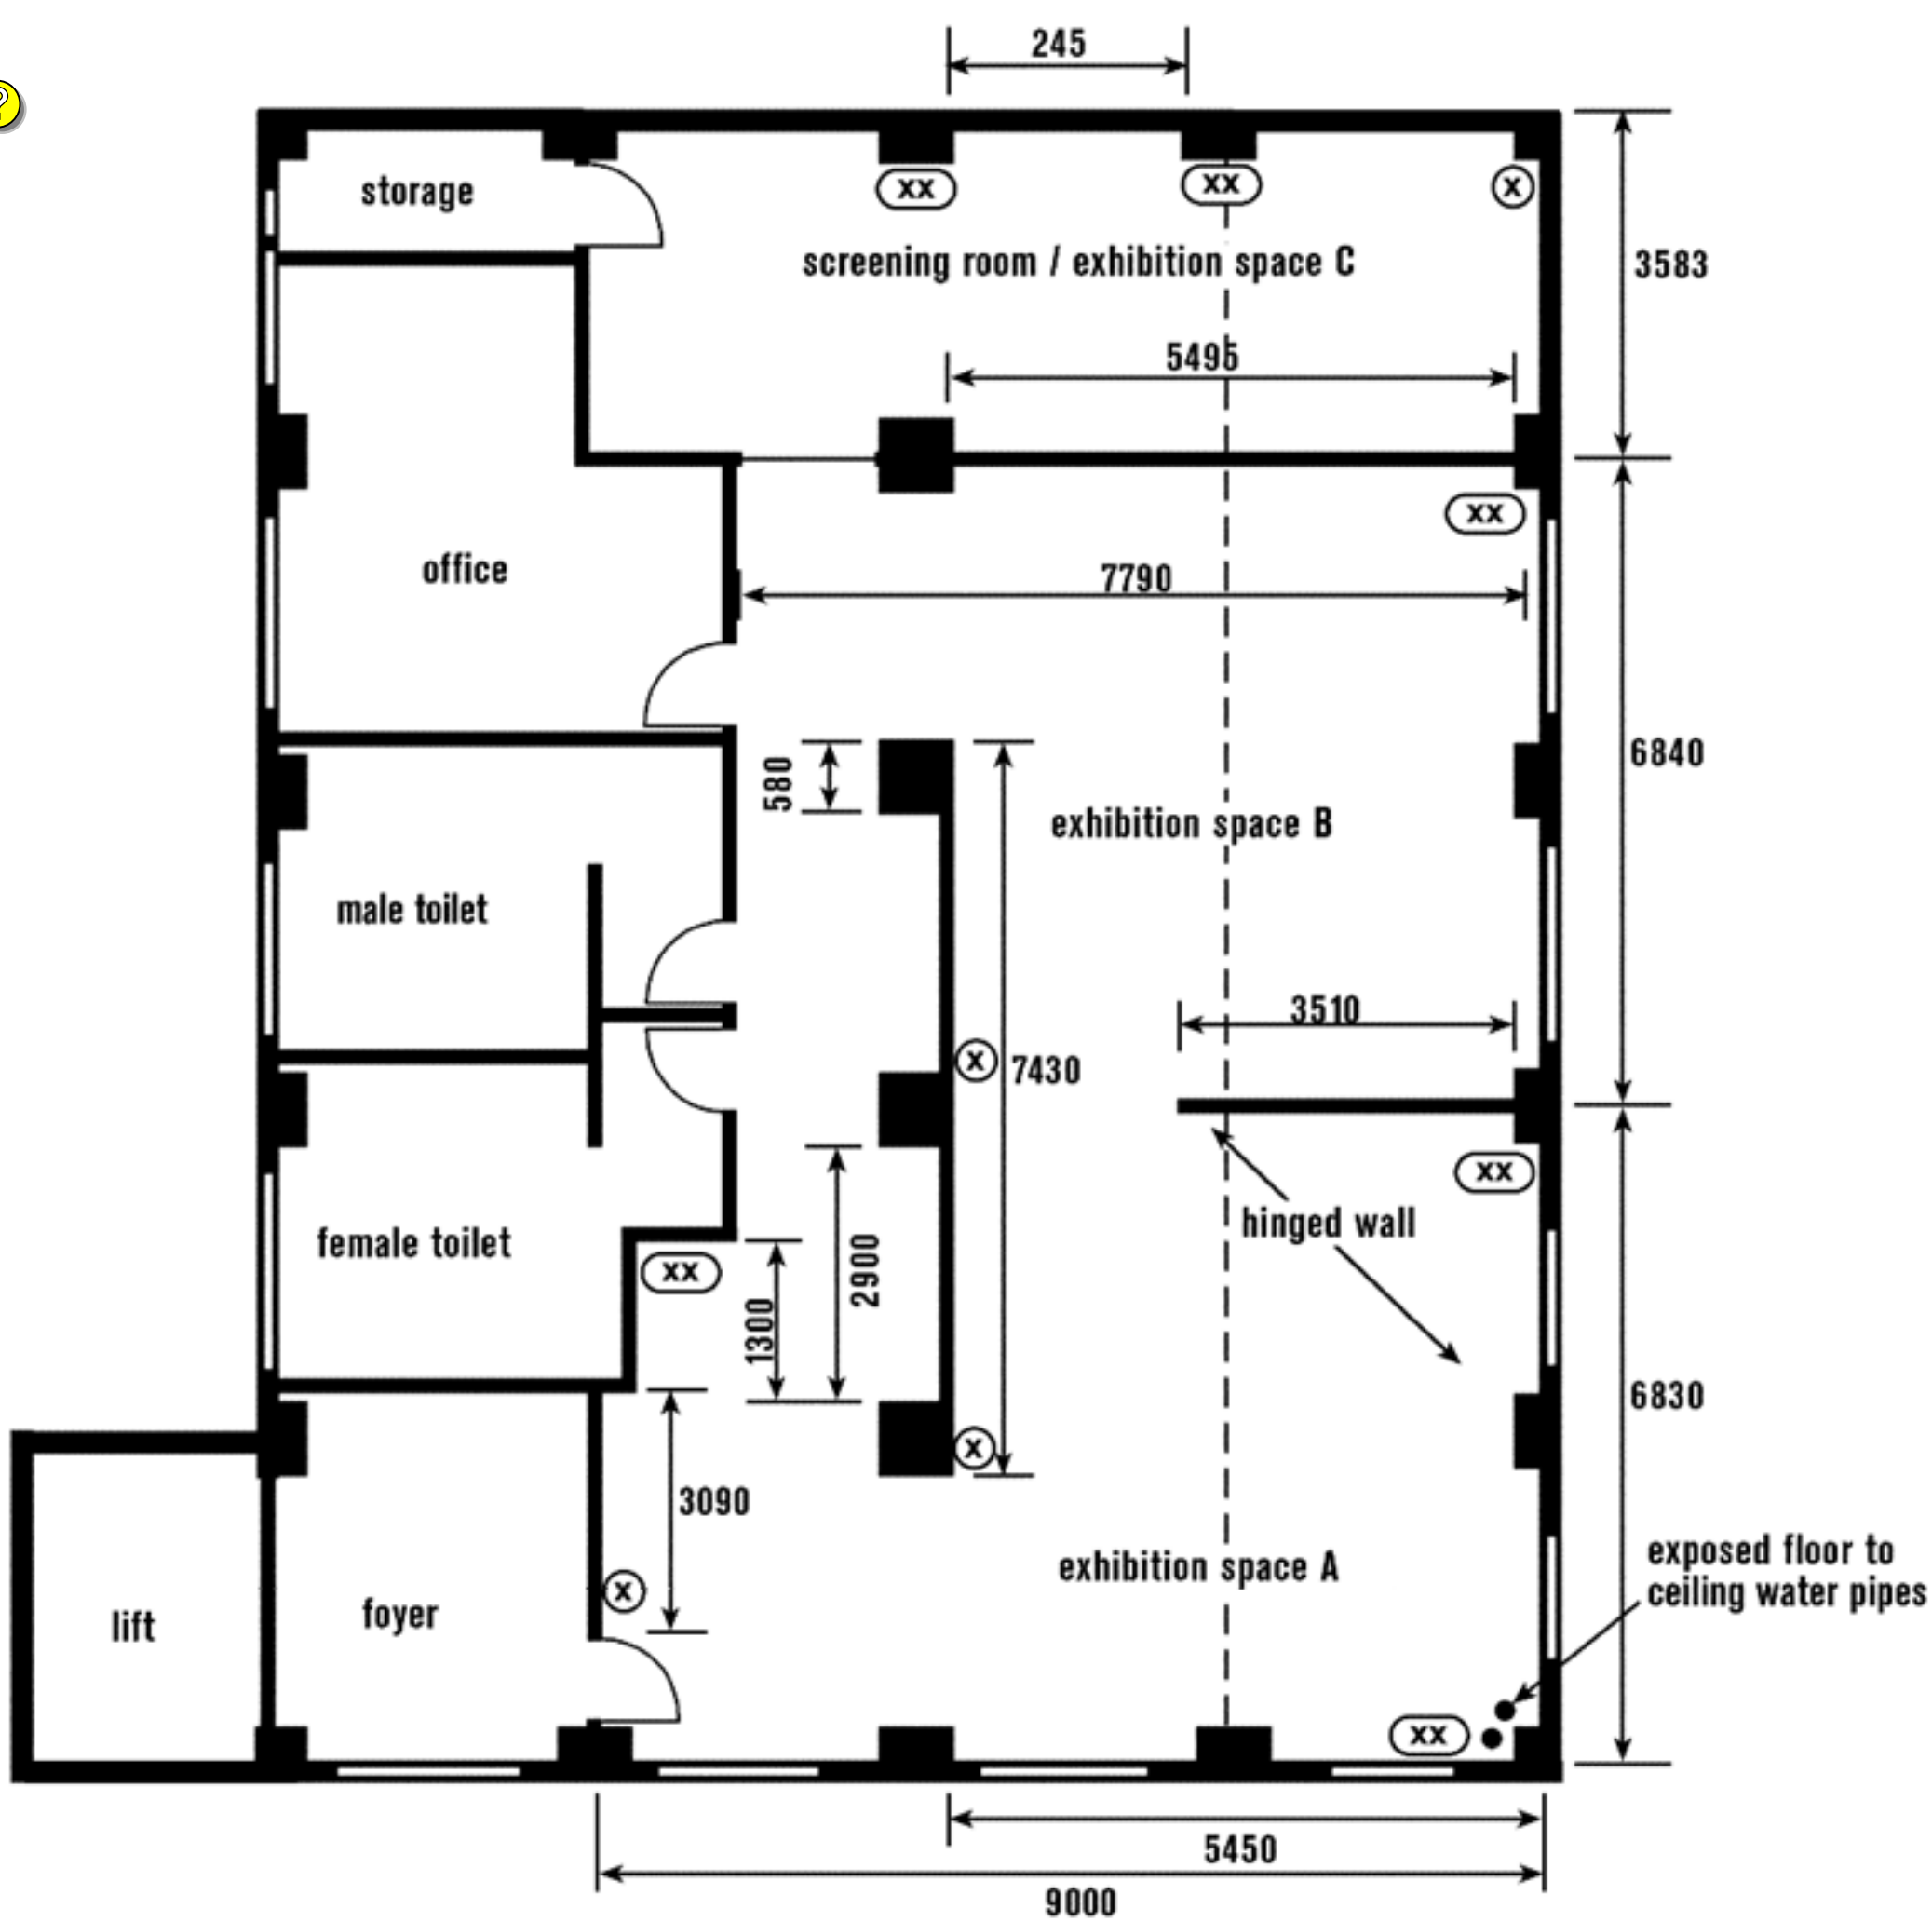 245
?
storage
xx
xx
x
screening room / exhibition space C
3583
5495
xx
office
7790
580
6840
exhibition space B
male toilet
3510
x
7430
xx
hinged wall
female toilet
xx
2900
1300
6830
x
3090
exposed floor to
ceiling water pipes
exhibition space A
x
foyer
lift
xx
5450
9000